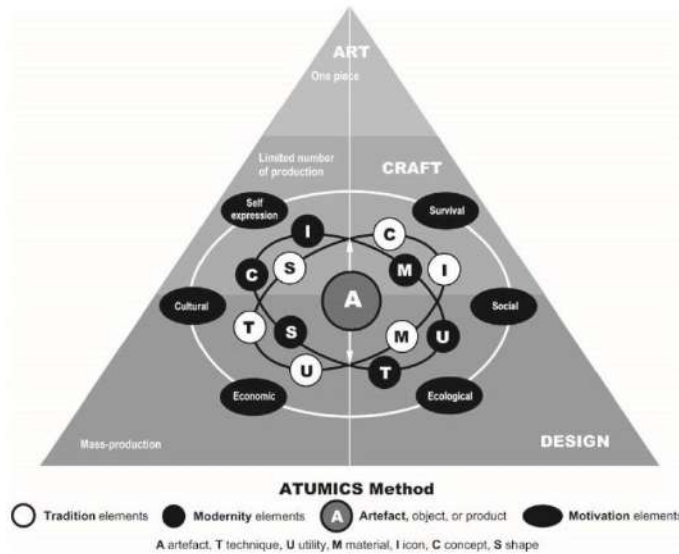 ART
One piece
Limited number
of production
CRAFT
Self
expression
Survival
I
C
S
M
I
C
A
Cultural
Social
T
S
M
U
U
T
Economic
Ecological
Mass-production
DESIGN
ATUMICS Method
Tradition elements
Modernity elements
A
Artefact, object, or product
Motivation elements
A artefact, T technique, U utility, M material, I icon, C concept, S shape